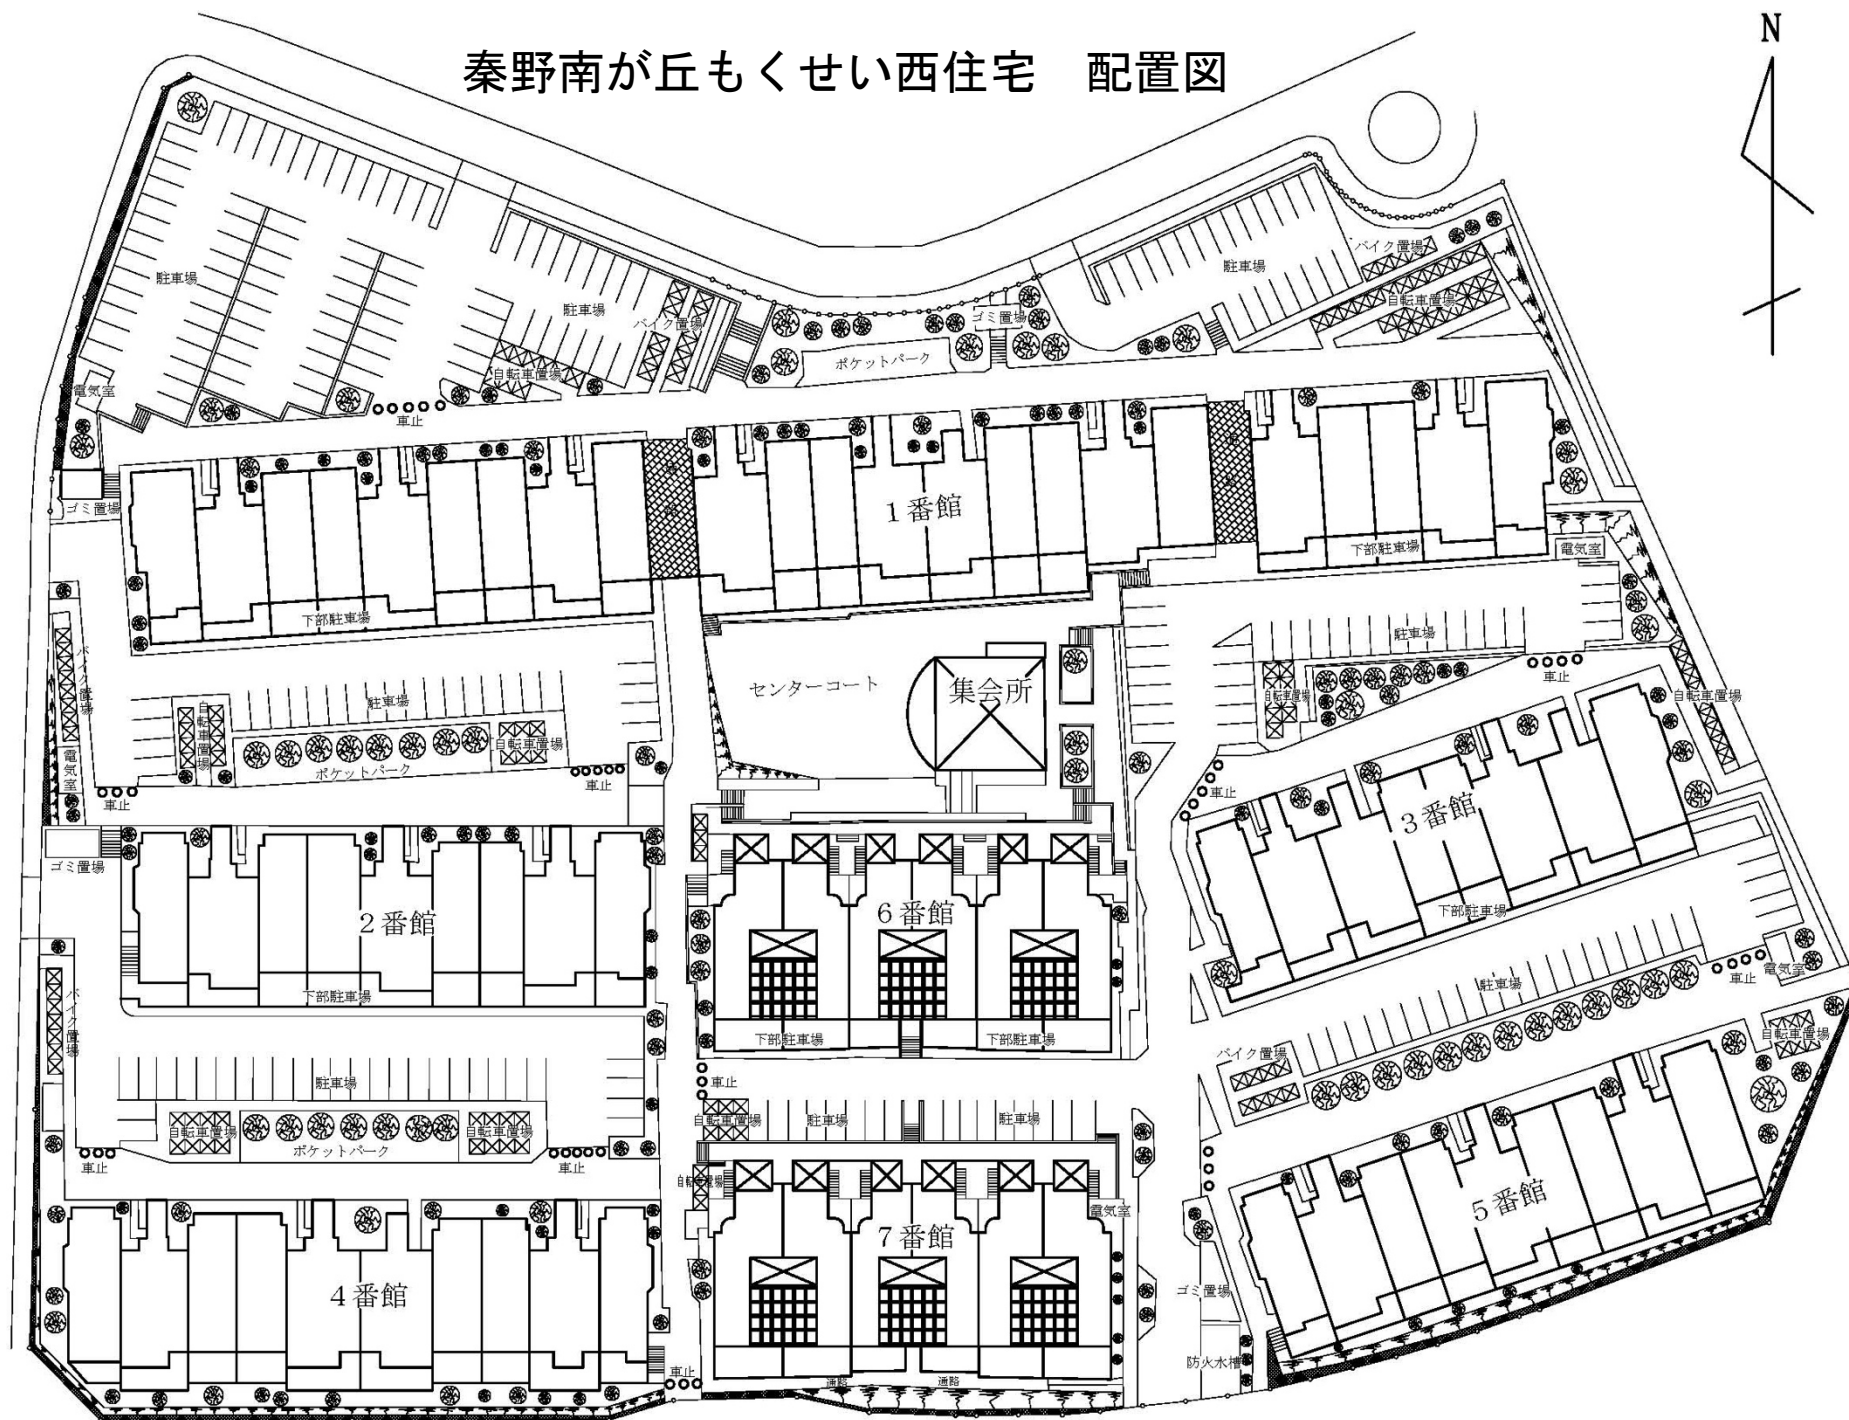 秦野南が丘もくせい西住宅　配置図
N
駐車場
駐車場
バイク置場
自転車置場
電気室
車止
ゴミ置場
ポケットパーク
ゴミ置場
駐車場
バイク置場
自転車置場
1番館
下部駐車場
下部駐車場
電気室
バイク置場
電気室
自転車置場
駐車場
自転車置場
ポケットパーク
車止
車止
センターコート
集会所
駐車場
自転車置場
車止
自転車置場
車止
3番館
下部駐車場
ゴミ置場
2番館
下部駐車場
6番館
下部駐車場
下部駐車場
駐車場
車止
電気室
バイク置場
自転車置場
バイク置場
駐車場
自転車置場
自転車置場
ポケットパーク
車止
車止
車止
自転車置場
駐車場
駐車場
自転車置場
電気室
4番館
7番館
5番館
ゴミ置場
防火水槽
車止
通路
通路